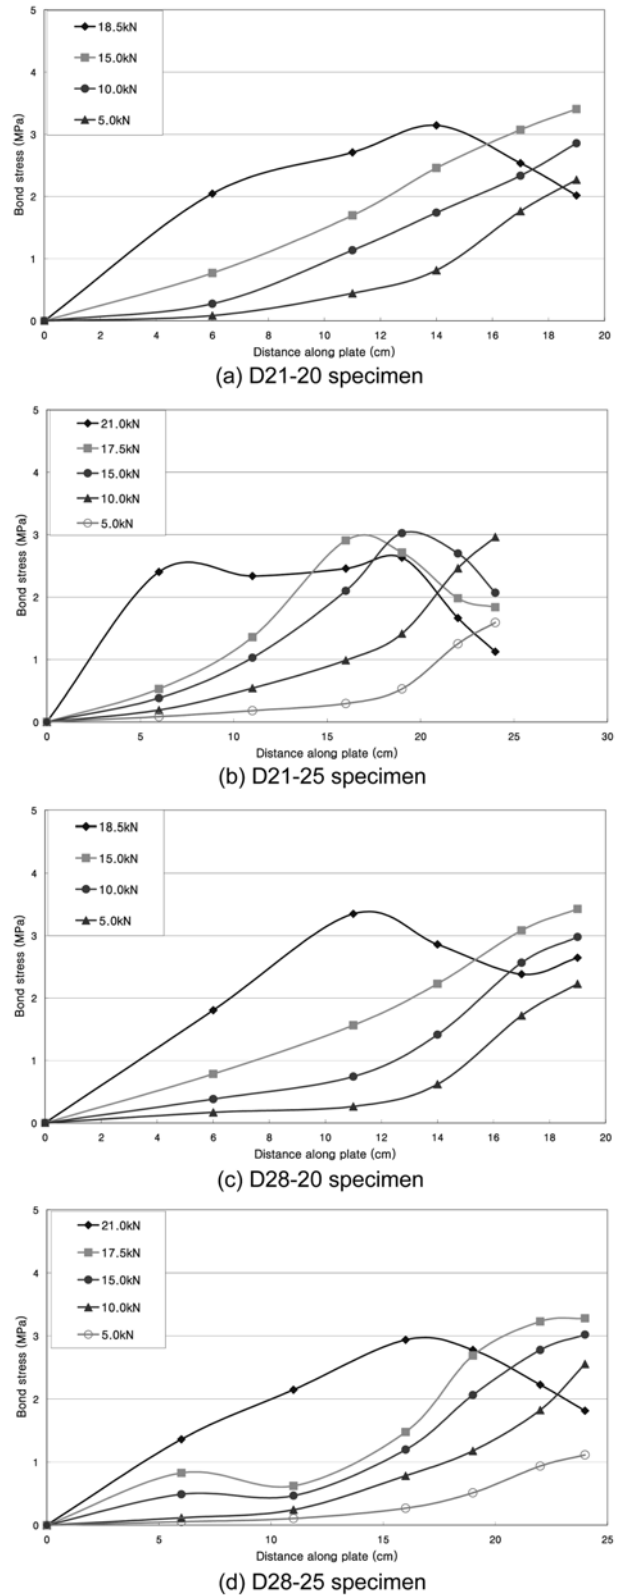 5
4
3
2
1
0
Bond stress (MPa)
18.5kN
15.0kN
10.0kN
5.0kN
0 2 4 6 8 10 12 14 16 18 20
Distance along plate (cm)
(a) D21-20 specimen
5
4
3
2
1
0
Bond stress (MPa)
21.0kN
17.5kN
15.0kN
10.0kN
5.0kN
0 5 10 15 20 25 30
Distance along plate (cm)
(b) D21-25 specimen
5
4
3
2
1
0
Bond stress (MPa)
18.5kN
15.0kN
10.0kN
5.0kN
0 2 4 6 8 10 12 14 16 18 20
Distance along plate (cm)
(c) D28-20 specimen
5
4
3
2
1
0
Bond stress (MPa)
21.0kN
17.5kN
15.0kN
10.0kN
5.0kN
0 5 10 15 20 25
Distance along plate (cm)
(d) D28-25 specimen